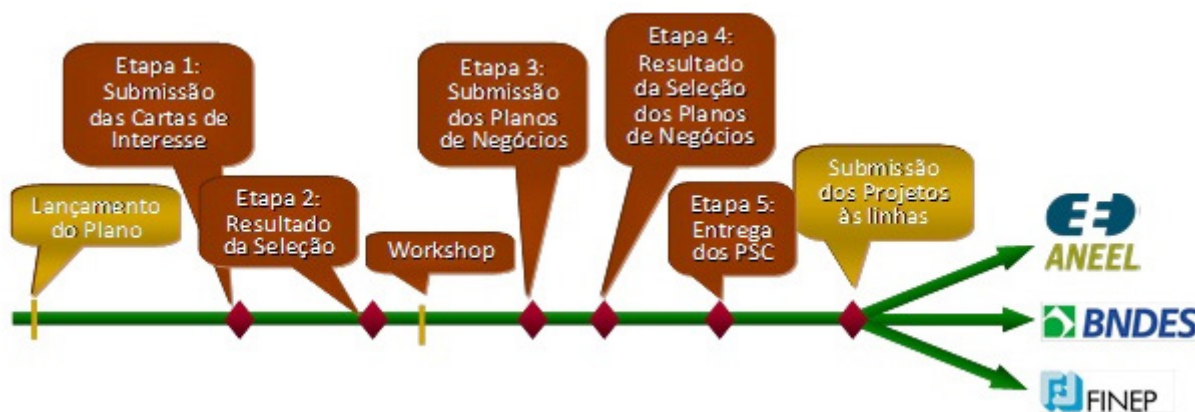 Lançamento
do Plano
Etapa 1:
Submissão
das Cartas de
Interesse
Etapa 2:
Resultado
da Seleção
Workshop
Etapa 3:
Submissão
dos Planos
de Negócios
Etapa 4:
Resultado
da Seleção
dos Planos
de Negócios
Etapa 5:
Entrega
dos PSC
Submissão
dos Projetos
às linhas
ANEEL
BNDES
FINEP